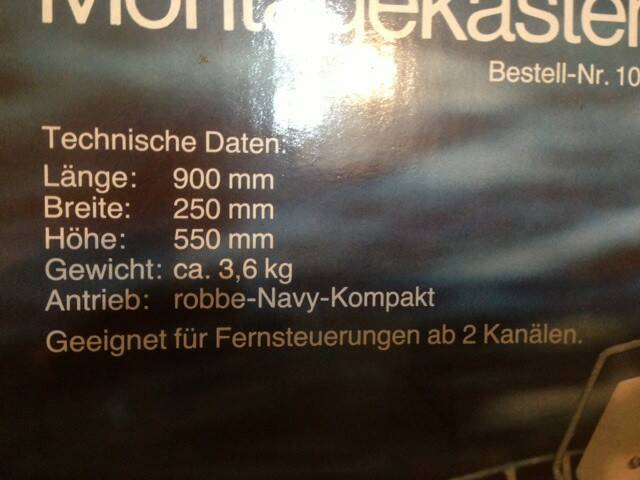 Montagekasten
Bestell-Nr. 10
Technische Daten:
Länge: 900 mm
Breite: 250 mm
Höhe: 550 mm
Gewicht: ca. 3,6 kg
Antrieb: robbe-Navy-Kompakt
Geeignet für Fernsteuerungen ab 2 Kanälen.